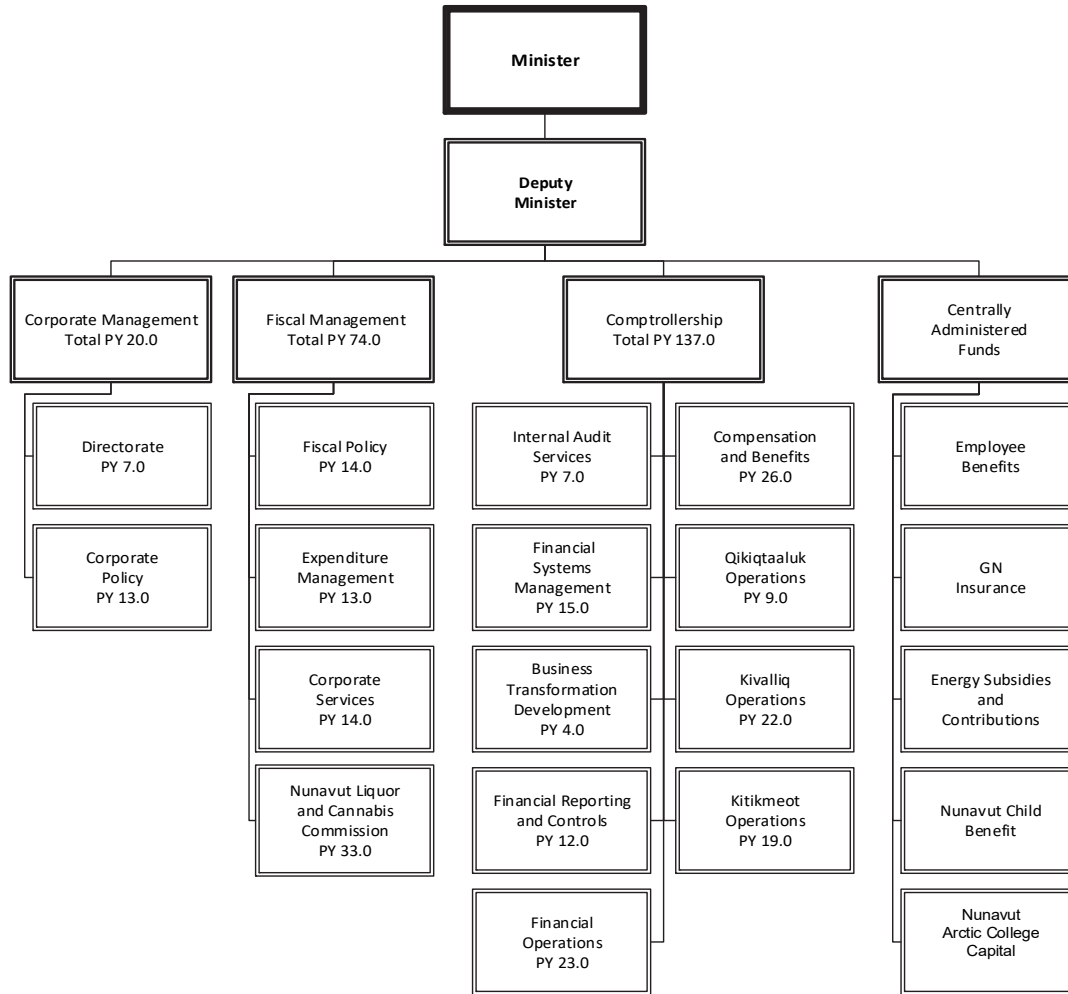 Minister
Deputy
Minister
Corporate Management
Total PY 20.0
Fiscal Management
Total PY 74.0
Comptrollership
Total PY 137.0
Centrally
Administered
Funds
Directorate
PY 7.0
Corporate
Policy
PY 13.0
Fiscal Policy
PY 14.0
Expenditure
Management
PY 13.0
Corporate
Services
PY 14.0
Nunavut Liquor
and Cannabis
Commission
PY 33.0
Internal Audit
Services
PY 7.0
Financial
Systems
Management
PY 15.0
Business
Transformation
Development
PY 4.0
Financial Reporting
and Controls
PY 12.0
Financial
Operations
PY 23.0
Compensation
and Benefits
PY 26.0
Qikiqtaaluk
Operations
PY 9.0
Kivalliq
Operations
PY 22.0
Kitikmeot
Operations
PY 19.0
Employee
Benefits
GN
Insurance
Energy Subsidies
and
Contributions
Nunavut Child
Benefit
Nunavut
Arctic College
Capital